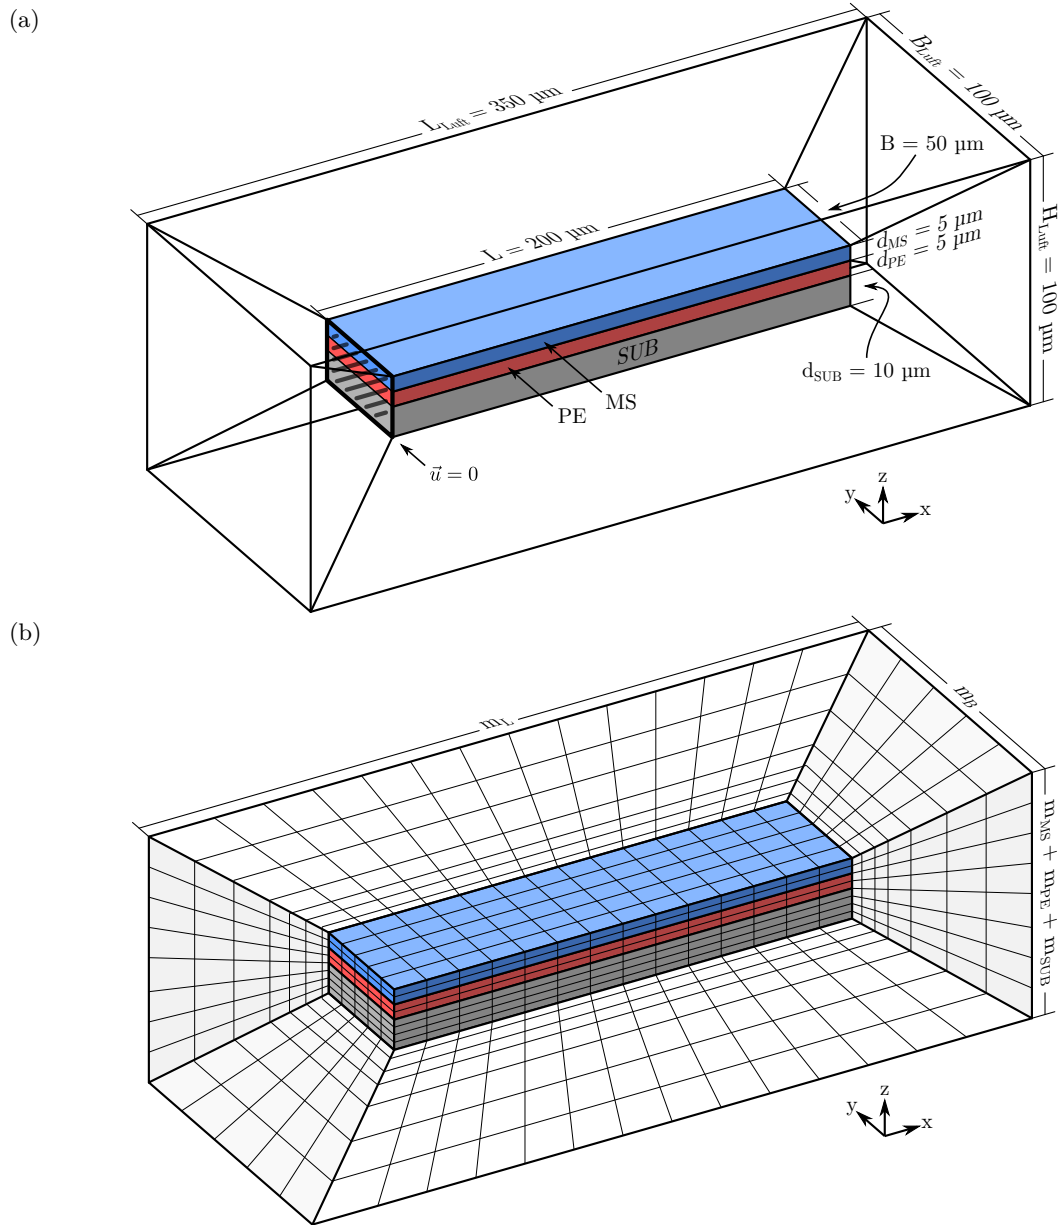 (a)
L_Luft = 350 µm
B_Luft = 100 µm
B = 50 µm
H_Luft = 100 µm
L = 200 µm
d_MS = 5 µm
d_PE = 5 µm
SUB
d_SUB = 10 µm
MS
PE
u⃗ = 0
z
y
x
(b)
m_L
m_B
m_MS + m_PE + m_SUB
z
y
x